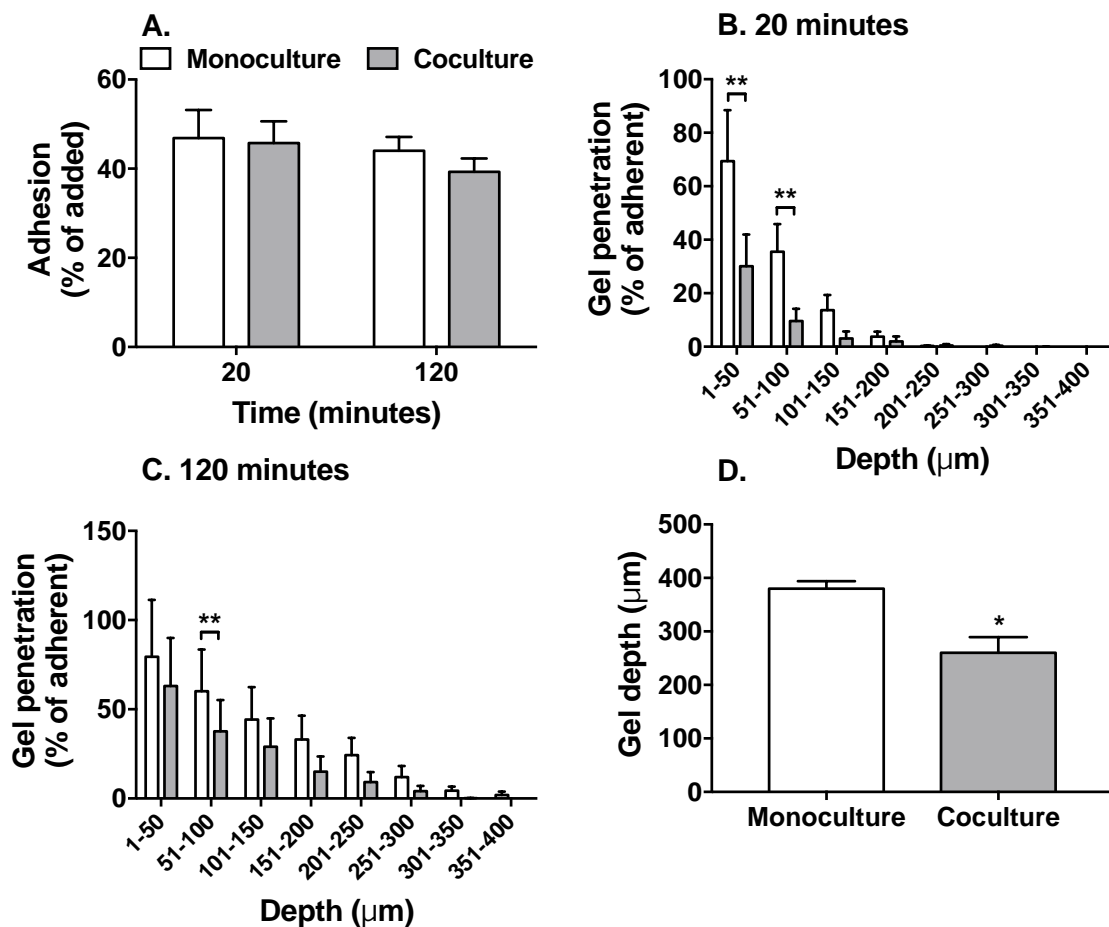 A.
Monoculture Coculture
60
40
20
0
Adhesion
(% of added)
20 120
Time (minutes)
B. 20 minutes
100
80
60
40
20
0
Gel penetration
(% of adherent)
**
**
1-50
51-100
101-150
151-200
201-250
251-300
301-350
351-400
Depth (µm)
C. 120 minutes
150
100
50
0
Gel penetration
(% of adherent)
**
1-50
51-100
101-150
151-200
201-250
251-300
301-350
351-400
Depth (µm)
D.
500
400
300
200
100
0
Gel depth (µm)
*
Monoculture Coculture